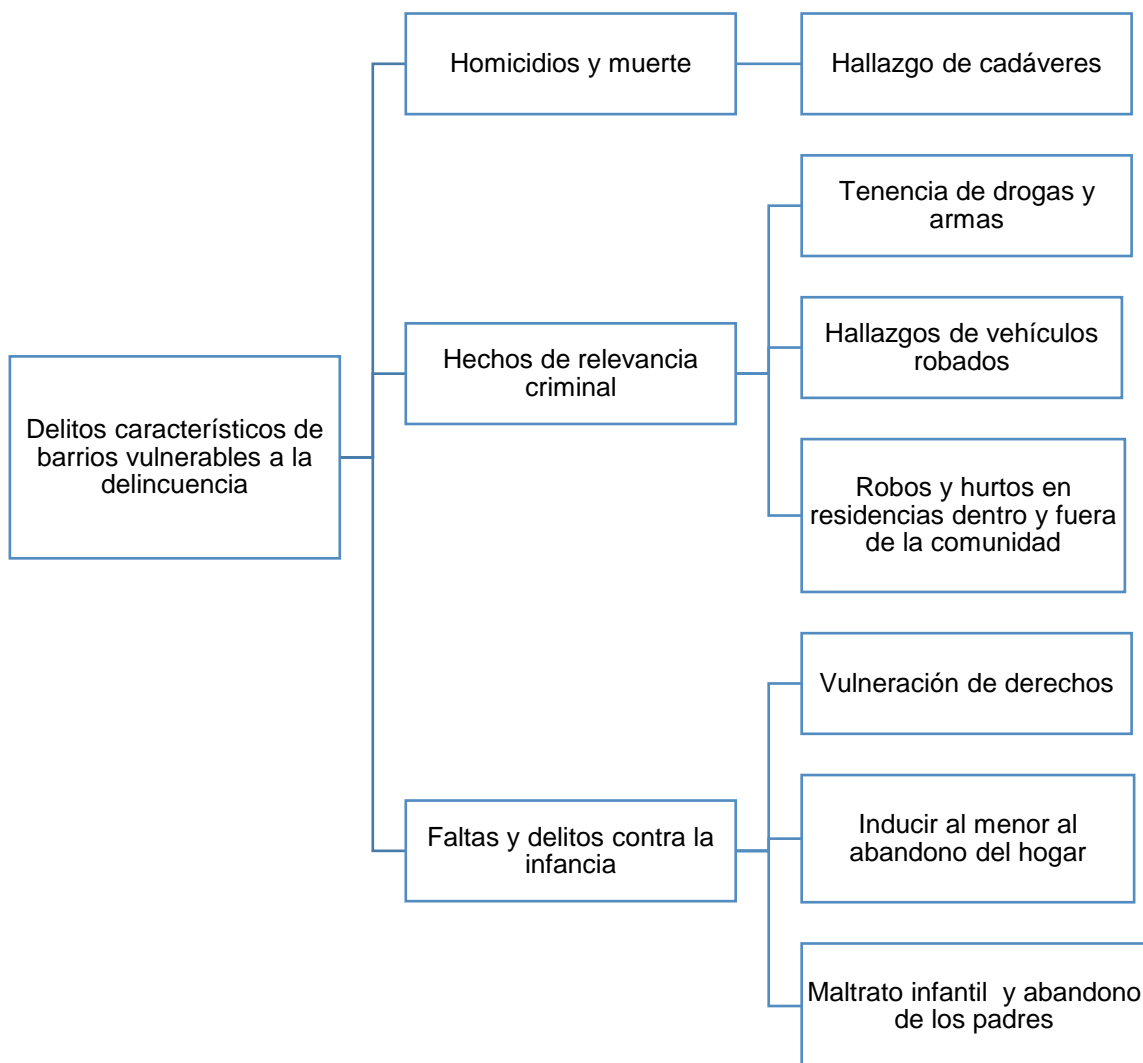 Homicidios y muerte
Hallazgo de cadáveres
Tenencia de drogas y
armas
Hallazgos de vehículos
robados
Hechos de relevancia
criminal
Delitos característicos de
barrios vulnerables a la
delincuencia
Robos y hurtos en
residencias dentro y fuera
de la comunidad
Vulneración de derechos
Faltas y delitos contra la
infancia
Inducir al menor al
abandono del hogar
Maltrato infantil  y abandono
de los padres